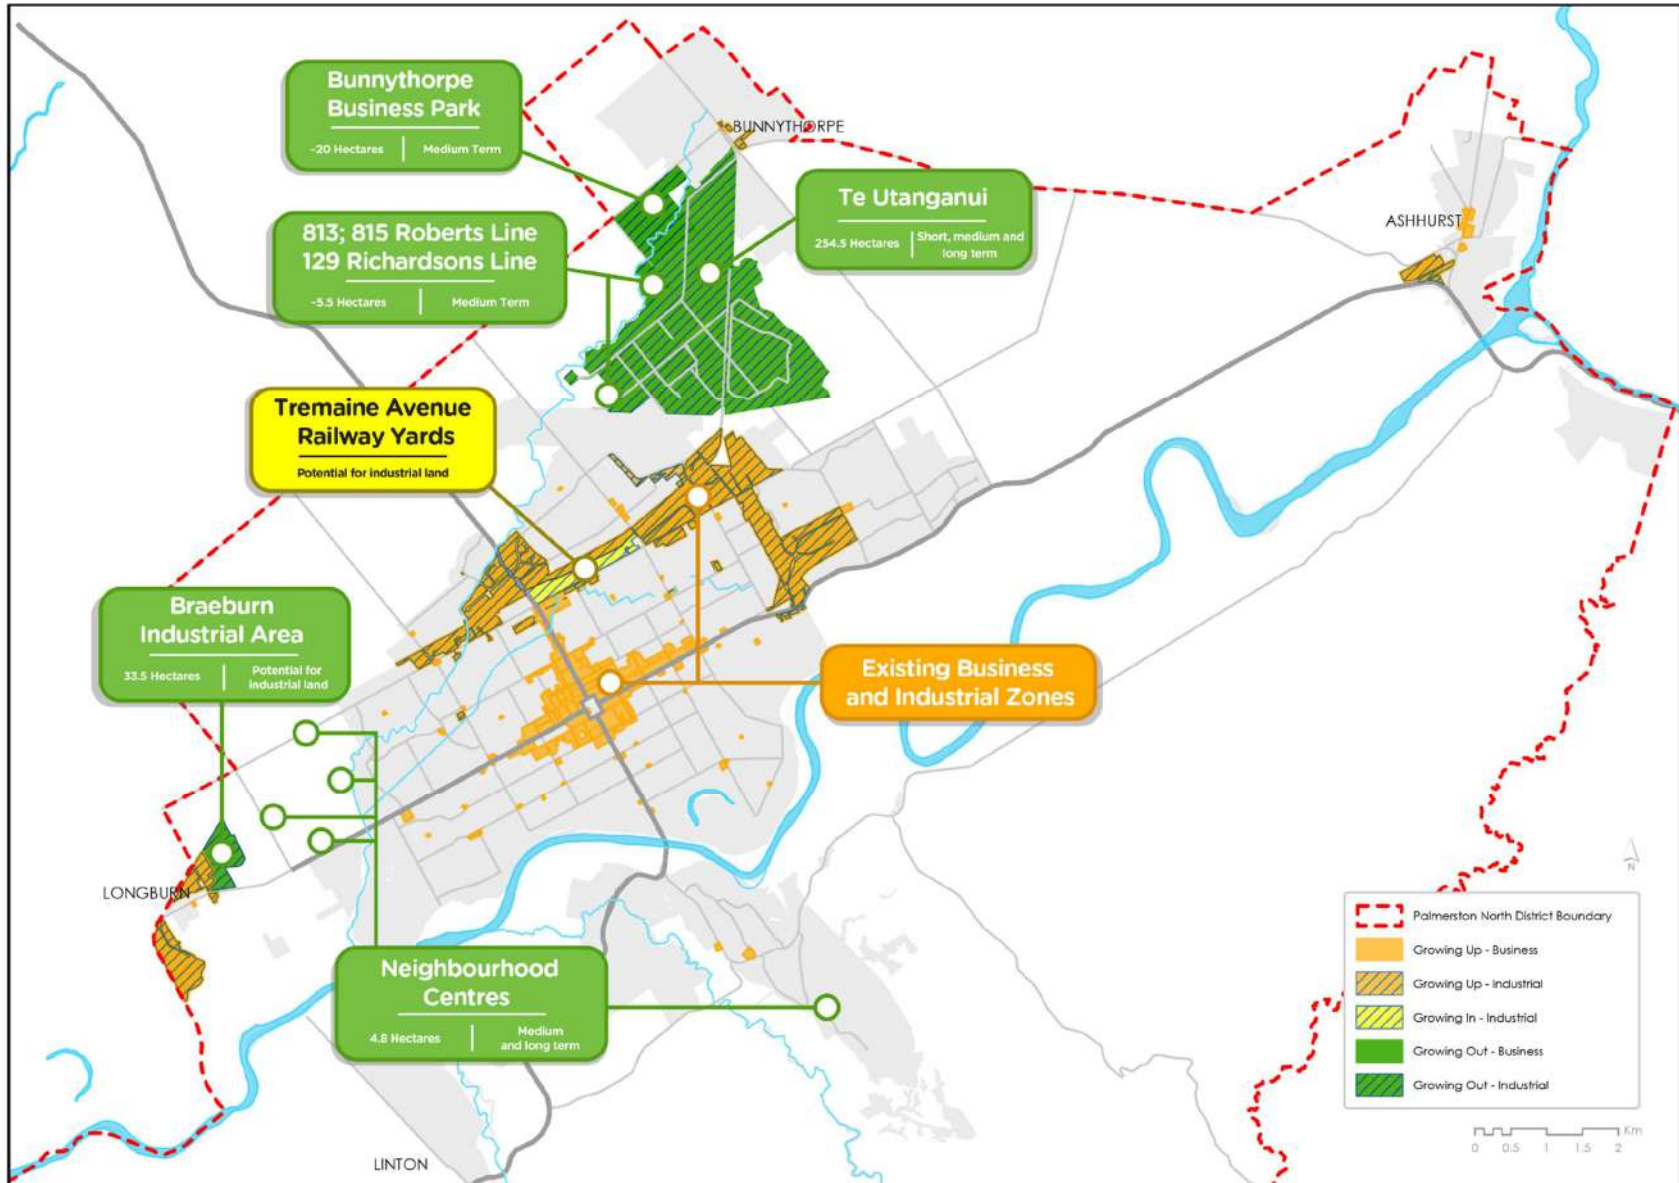 Bunnythorpe
Business Park
~20 Hectares
Medium Term
BUNNYTHORPE
813; 815 Roberts Line
129 Richardsons Line
~5.5 Hectares
Medium Term
Te Utanganui
254.5 Hectares
Short, medium and
long term
ASHHURST
Tremaine Avenue
Railway Yards
Potential for industrial land
Braeburn
Industrial Area
33.5 Hectares
Potential for
industrial land
Existing Business
and Industrial Zones
LONGBURN
Neighbourhood
Centres
4.8 Hectares
Medium
and long term
LINTON
N
Palmerston North District Boundary
Growing Up - Business
Growing Up - Industrial
Growing In - Industrial
Growing Out - Business
Growing Out - Industrial
Km
0 0.5 1 1.5 2